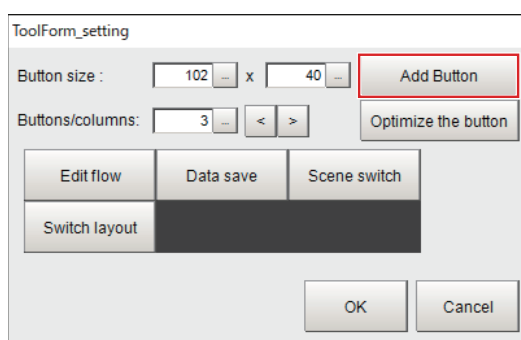 ToolForm_setting
Button size : 102 ... x 40 ... Add Button
Buttons/columns: 3 ... < > Optimize the button
Edit flow Data save Scene switch
Switch layout
OK Cancel